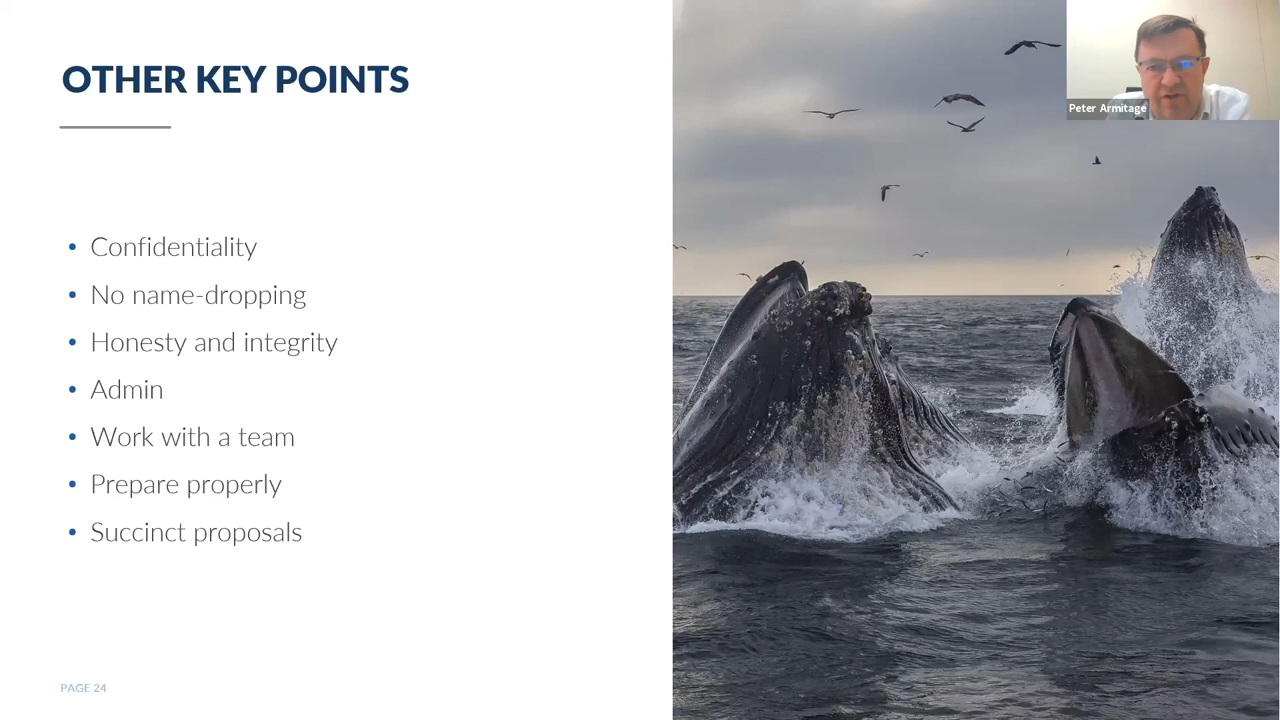 OTHER KEY POINTS
• Confidentiality
• No name-dropping
• Honesty and integrity
• Admin
• Work with a team
• Prepare properly
• Succinct proposals
PAGE 24
Peter Armitage